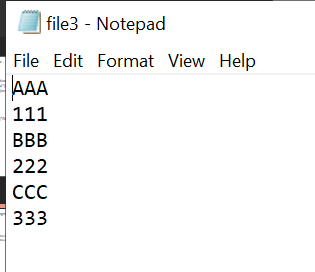 file3 - Notepad
File Edit Format View Help
AAA
111
BBB
222
CCC
333